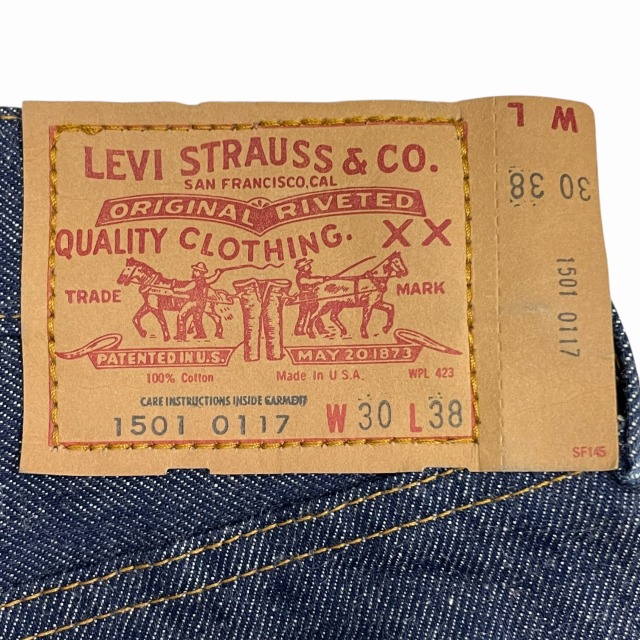 LEVI STRAUSS & CO.
SAN FRANCISCO, CAL
ORIGINAL RIVETED
QUALITY CLOTHING. XX
TRADE MARK
PATENTED IN U.S. MAY 20 1873
100% Cotton Made in U.S.A. WPL 423
CARE INSTRUCTIONS INSIDE GARMENT
1501 0117 W 30 L 38
W L
30 38
1501 0117
SF145